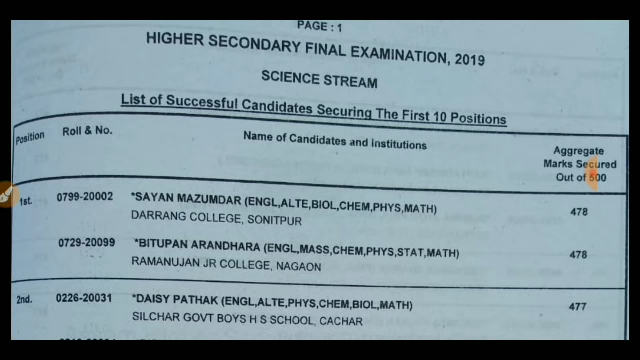 PAGE : 1
HIGHER SECONDARY FINAL EXAMINATION, 2019
SCIENCE STREAM
List of Successful Candidates Securing The First 10 Positions
Position Roll & No. Name of Candidates and Institutions Aggregate Marks Secured Out of 500
1st. 0799-20002 *SAYAN MAZUMDAR (ENGL,ALTE,BIOL,CHEM,PHYS,MATH) 478
DARRANG COLLEGE, SONITPUR
0729-20099 *BITUPAN ARANDHARA (ENGL,MASS,CHEM,PHYS,STAT,MATH) 478
RAMANUJAN JR COLLEGE, NAGAON
2nd. 0226-20031 *DAISY PATHAK (ENGL,ALTE,PHYS,CHEM,BIOL,MATH) 477
SILCHAR GOVT BOYS H S SCHOOL, CACHAR